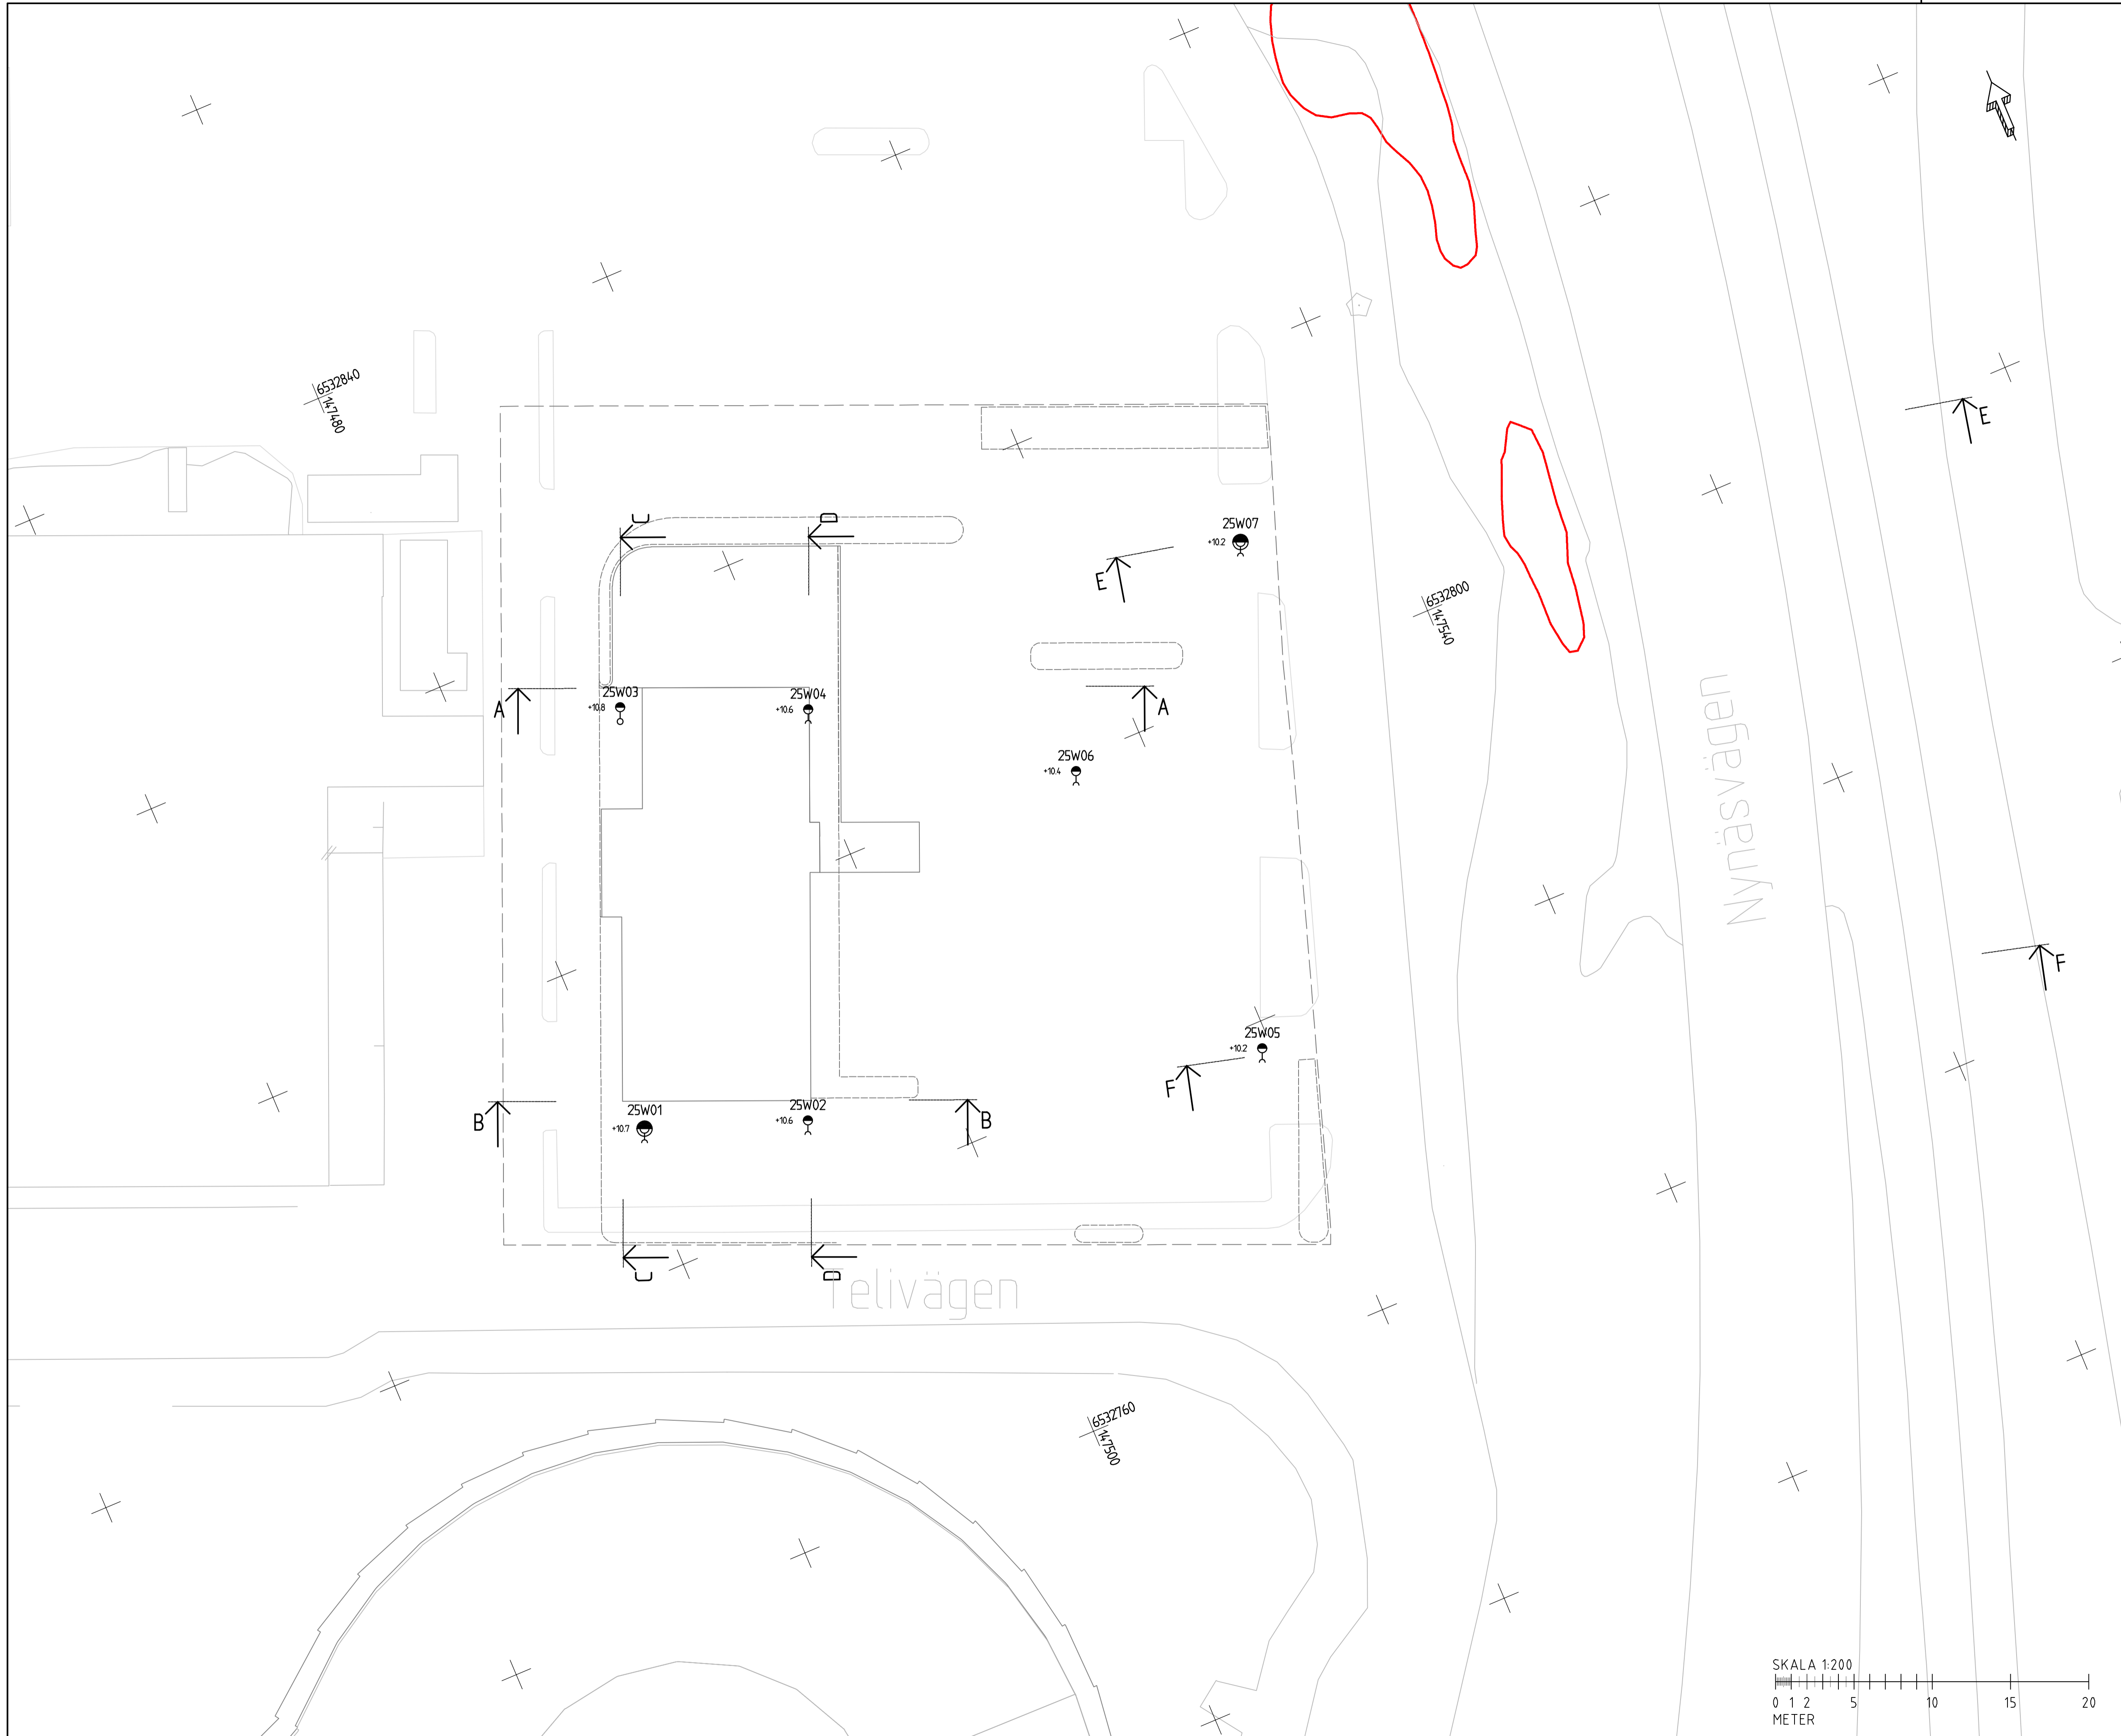 6532840
147480
C
D
25W07
+10.2
E
E
6532800
147540
25W03
+10.8
25W04
+10.6
A
A
25W06
+10.4
Nynäsvägen
F
25W05
+10.2
F
25W01
+10.7
25W02
+10.6
B
B
C
D
Telivägen
6532760
147500
SKALA 1:200
0 1 2 5 10 15 20
METER